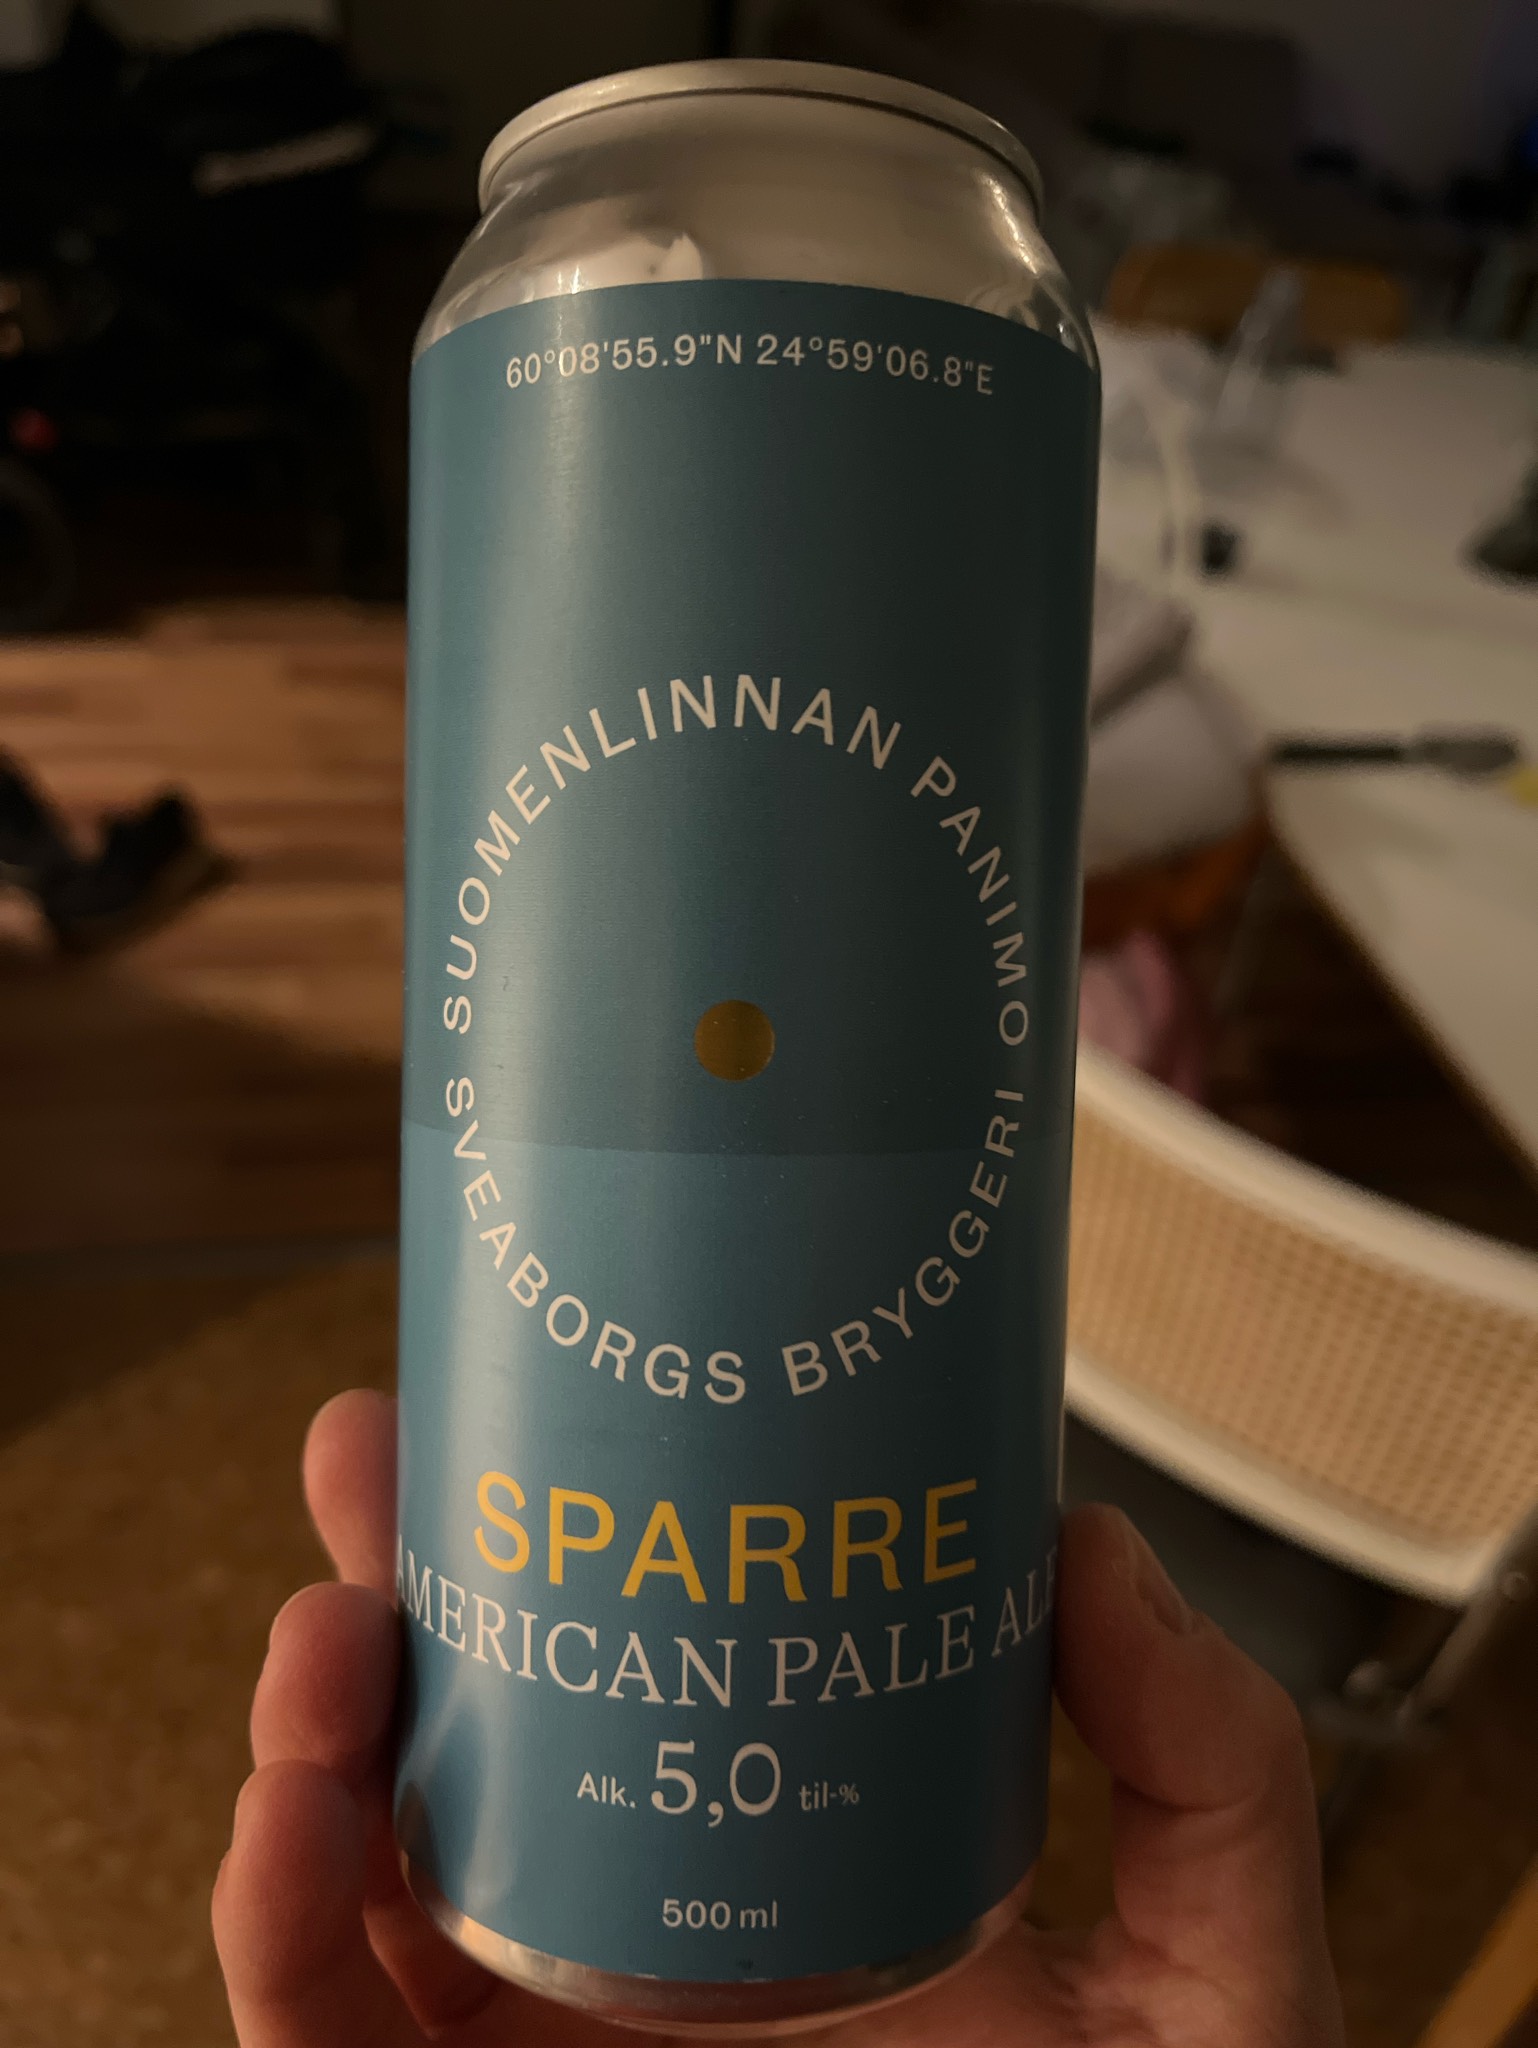 60°08'55.9"N 24°59'06.8"E
SUOMENLINNAN PANIMO
SVEABORGS BRYGGERI
SPARRE
AMERICAN PALE ALE
Alk. 5,0 til-%
500 ml